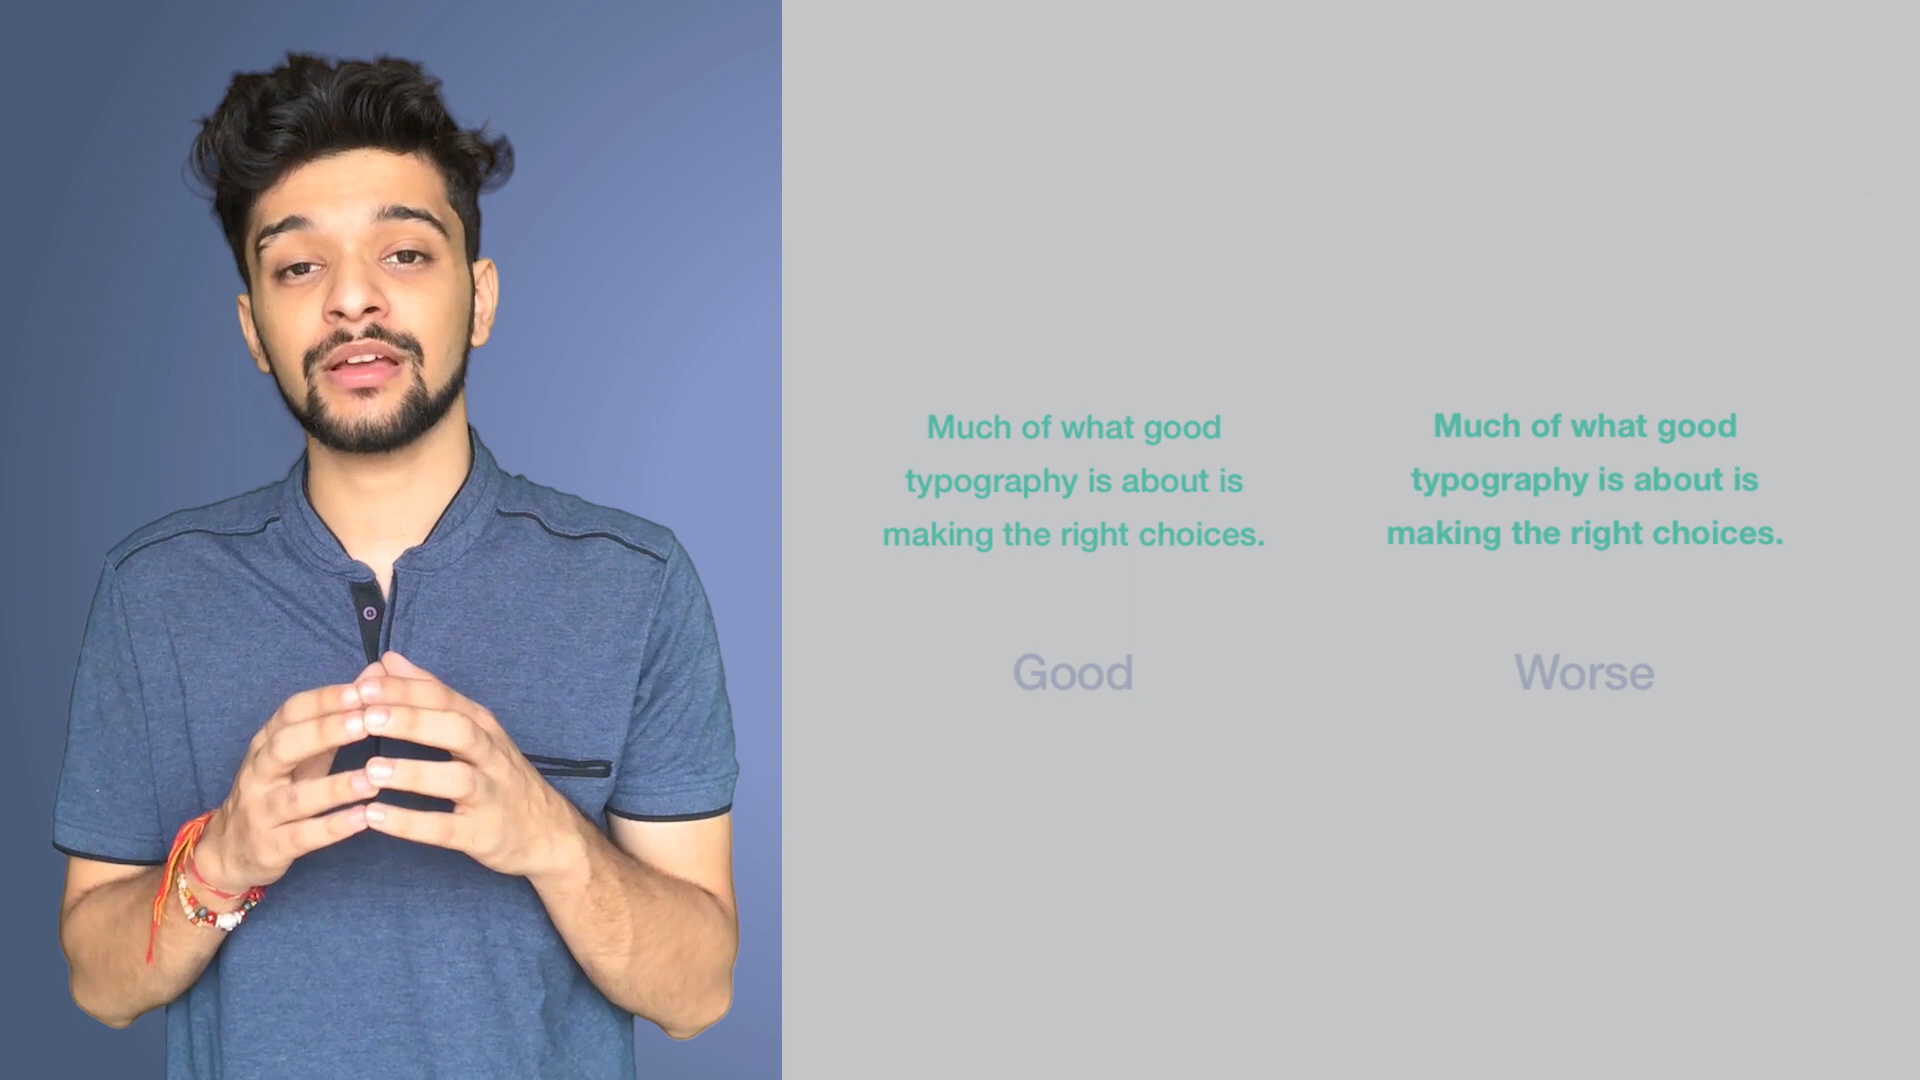 Much of what good
typography is about is
making the right choices.
Good
Much of what good
typography is about is
making the right choices.
Worse